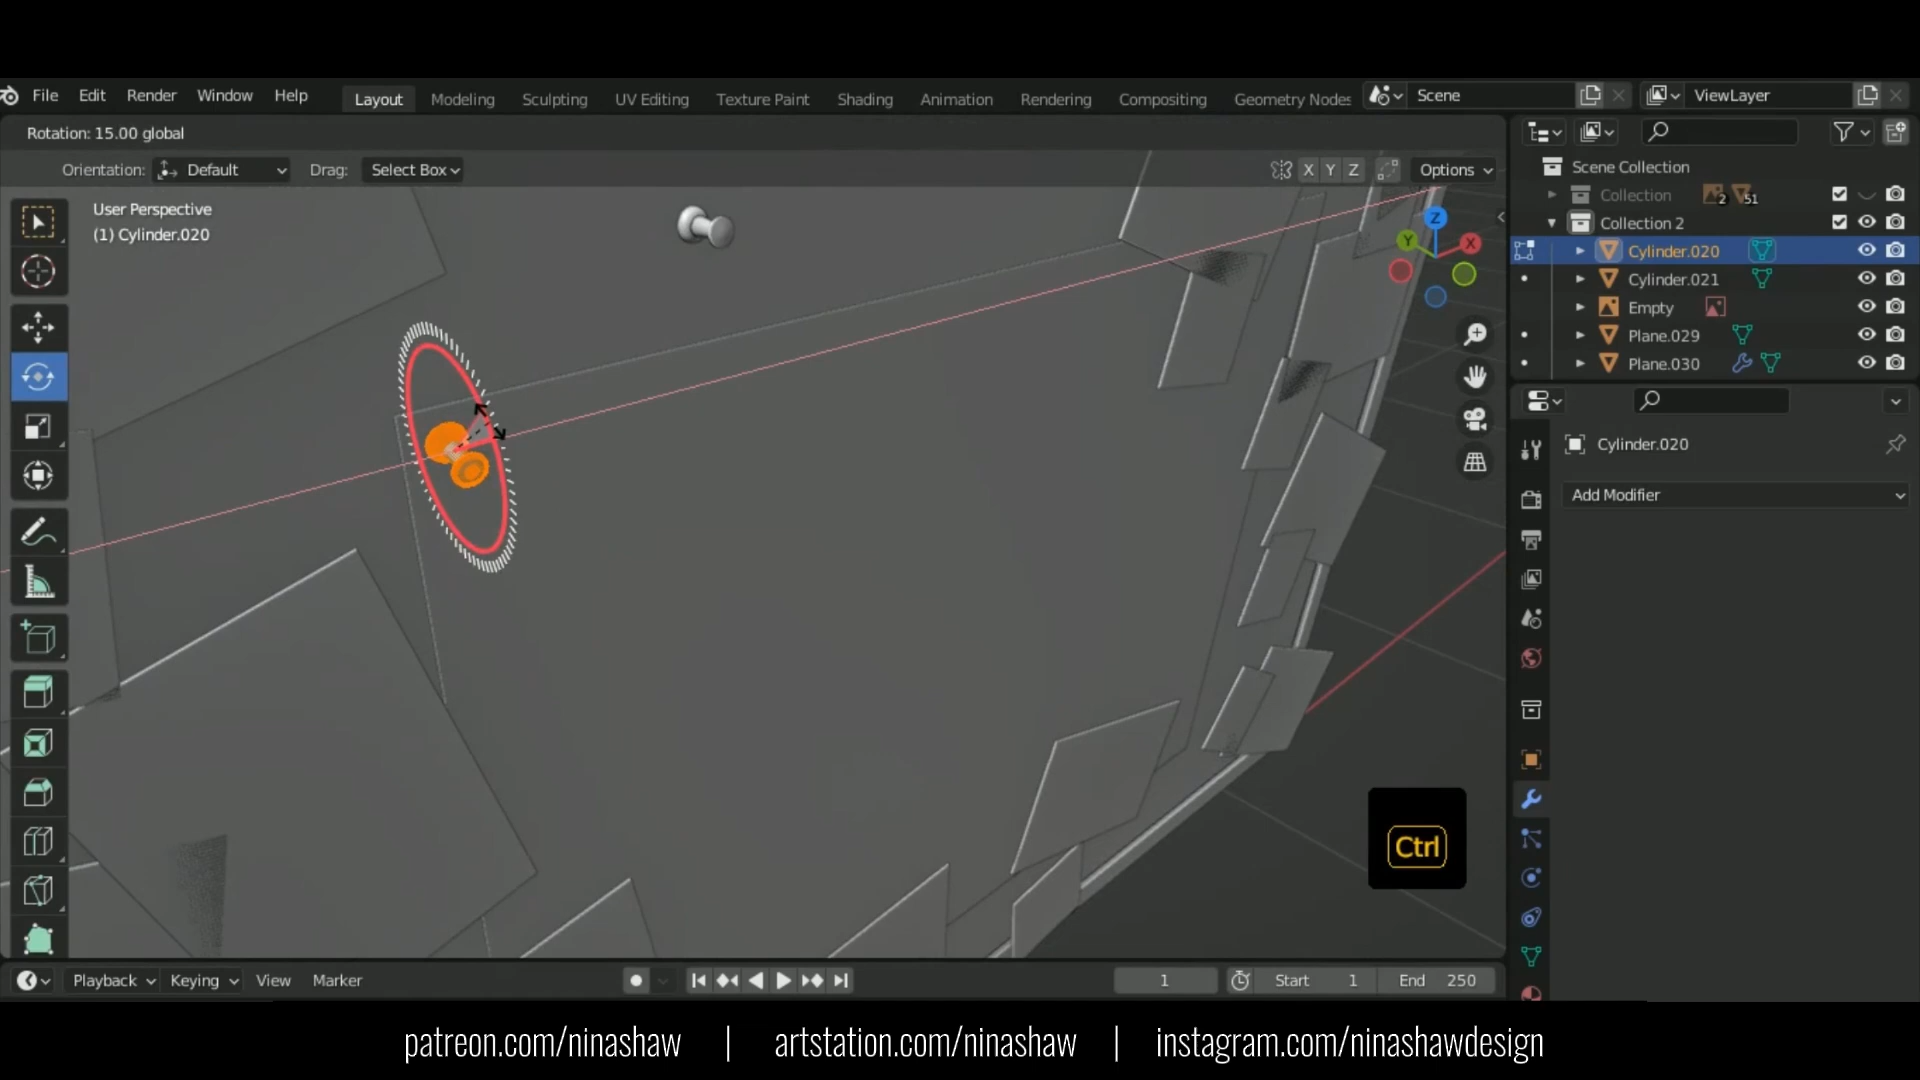 File Edit Render Window Help Layout Modeling Sculpting UV Editing Texture Paint Shading Animation Rendering Compositing Geometry Nodes Scene ViewLayer
Rotation: 15.00 global
Orientation: Default Drag: Select Box X Y Z Options
Scene Collection
Collection 2 51
Collection 2
Cylinder.020
Cylinder.021
Empty
Plane.029
Plane.030
User Perspective
(1) Cylinder.020
Z
Y
X
Cylinder.020
Add Modifier
Ctrl
Playback Keying View Marker 1 Start 1 End 250
patreon.com/ninashaw | artstation.com/ninashaw | instagram.com/ninashawdesign